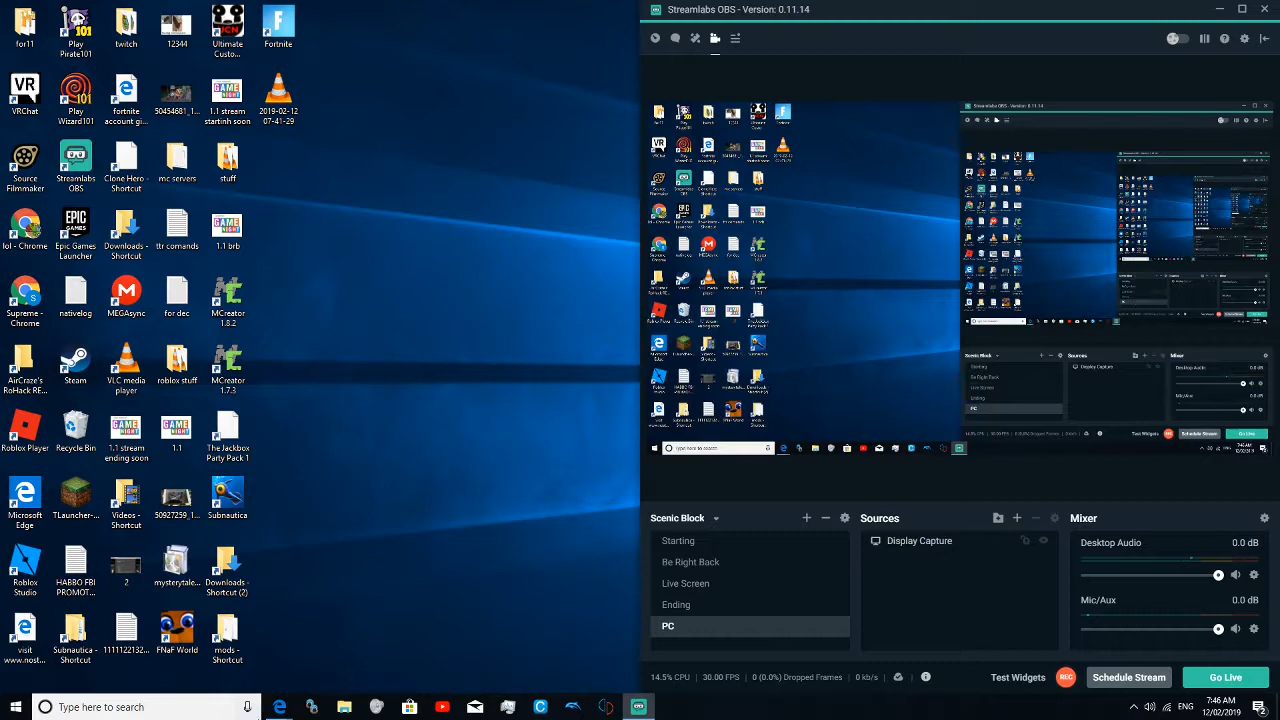 for11
Play
Pirate101
twitch
12344
Ultimate
Custo...
Fortnite
VRChat
Play
Wizard101
fortnite
account gi...
50454681_1...
1.1 stream
startinh soon
2019-02-12
07-41-29
Source
Filmmaker
Streamlabs
OBS
Clone Hero -
Shortcut
mc servers
stuff
lol - Chrome
Epic Games
Launcher
Downloads -
Shortcut
ttr comands
1.1 brb
Chrome
nativelog
MEGAsync
for dec
MCreator
1.8.2
AirCraze's
RoHack-Re...
Steam
VLC media
player
roblox stuff
MCreator
1.7.3
Roblox Player
Recycle Bin
1.1 stream
ending soon
1.1
The Jackbox
Party Pack 1
Microsoft
Edge
TLauncher-...
Videos -
Shortcut
50927259_1...
Subnautica
Roblox
Studio
HABBO FBI
PROMOT...
2
mysterytale...
Downloads -
Shortcut (2)
visit
www.nost...
Subnautica -
Shortcut
1111122132...
FNaF World
mods -
Shortcut
Type here to search
Streamlabs OBS - Version: 0.11.14
Scenic Block
Starting
Be Right Back
Live Screen
Ending
PC
Sources
Display Capture
Mixer
Desktop Audio 0.0 dB
Mic/Aux 0.0 dB
14.5% CPU | 30.00 FPS | 0 (0.0%) Dropped Frames | 0 kb/s
Test Widgets
REC
Schedule Stream
Go Live
ENG
7:46 AM
12/02/2019